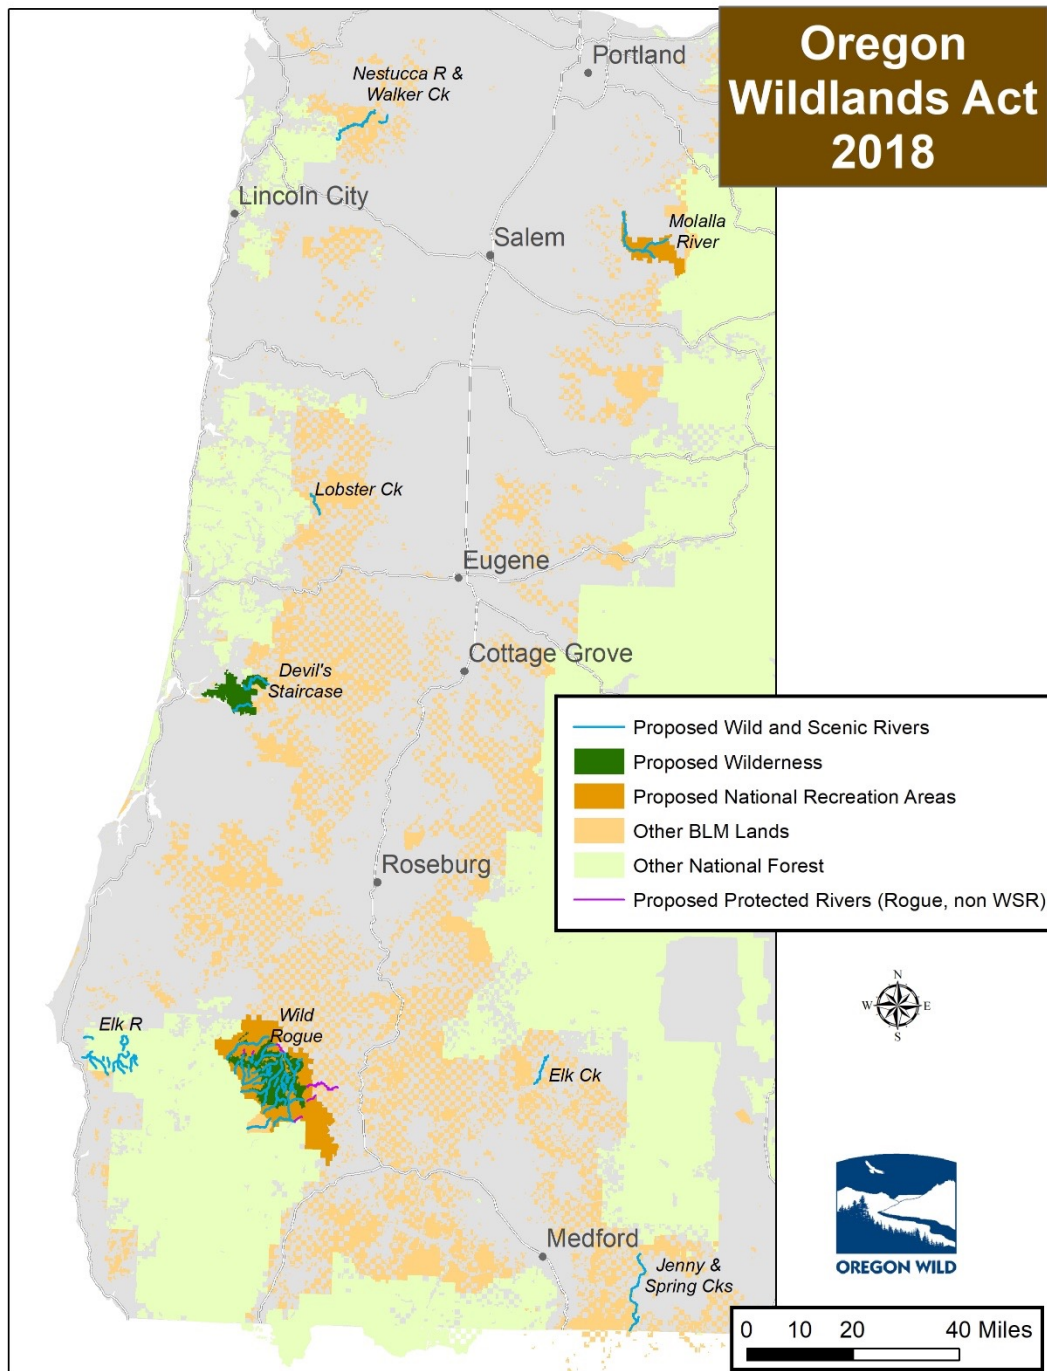 Oregon
Wildlands Act
2018
Portland
Nestucca R &
Walker Ck
Lincoln City
Salem
Molalla
River
Lobster Ck
Eugene
Cottage Grove
Devil's
Staircase
Proposed Wild and Scenic Rivers
Proposed Wilderness
Proposed National Recreation Areas
Other BLM Lands
Other National Forest
Proposed Protected Rivers (Rogue, non WSR)
Roseburg
N
W E
S
Elk R
Wild
Rogue
Elk Ck
Medford
Jenny &
Spring Cks
OREGON WILD
0 10 20 40 Miles